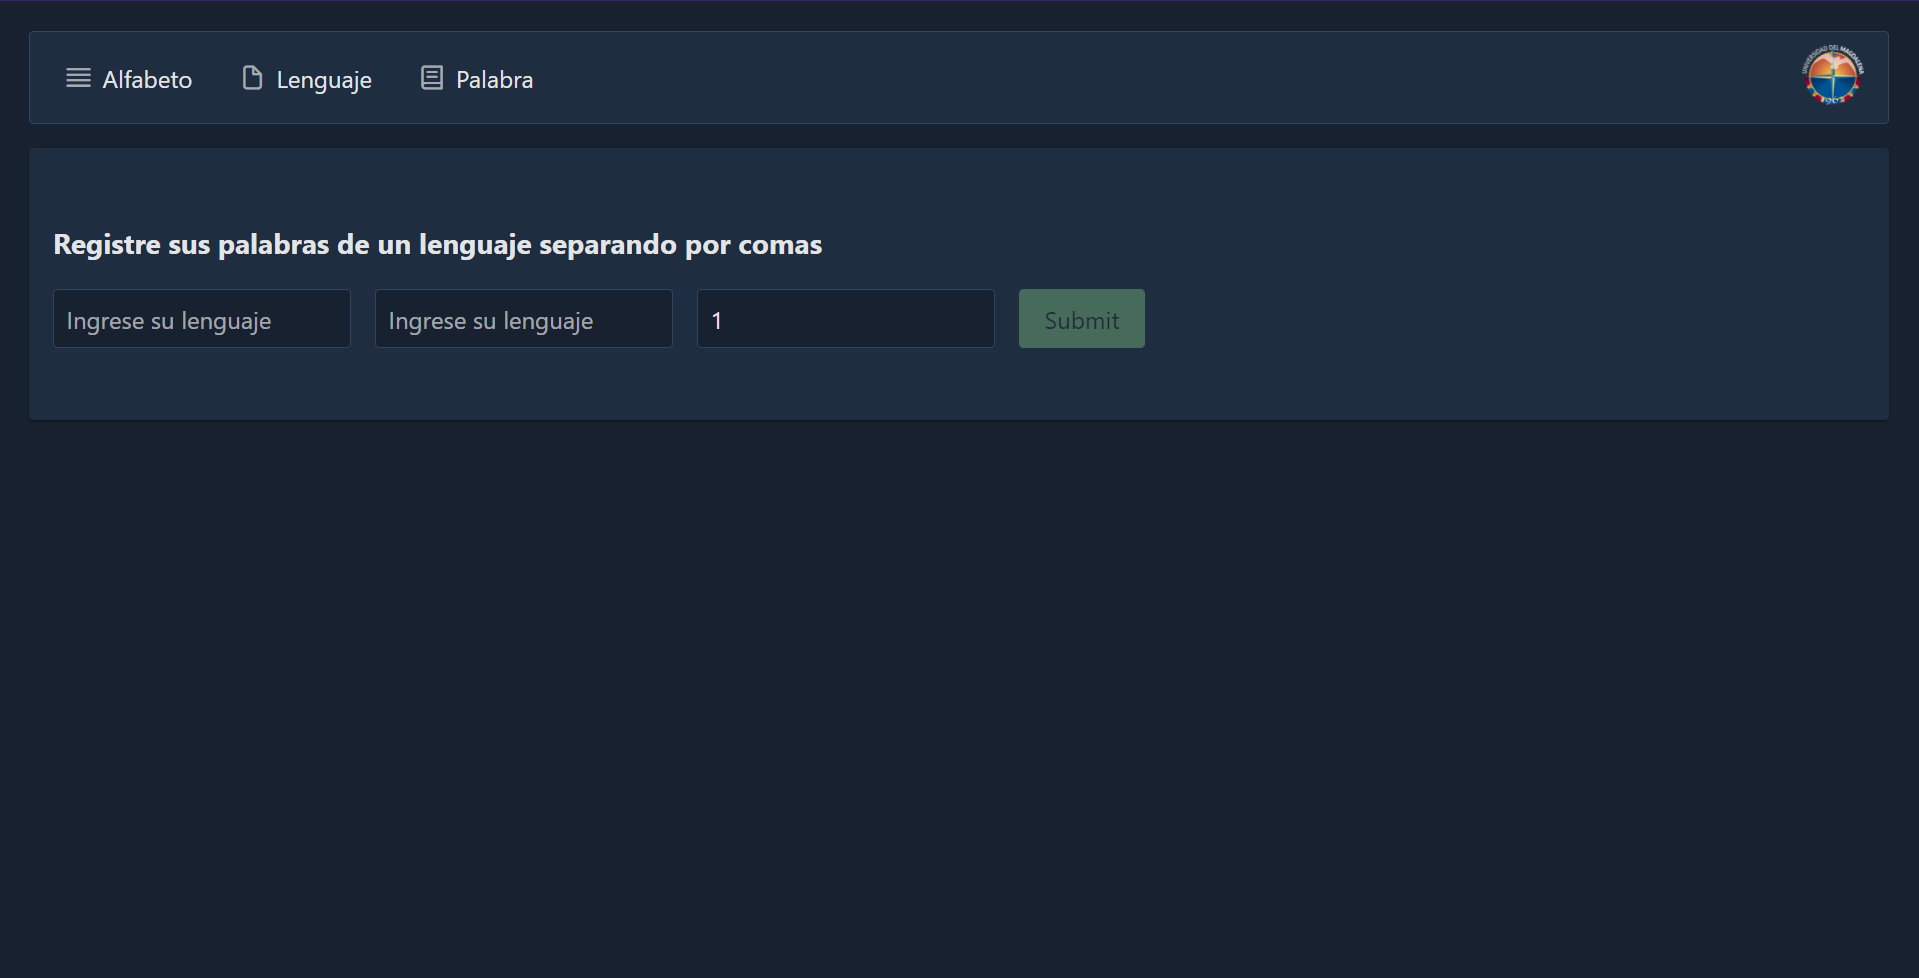 Alfabeto
Lenguaje
Palabra
UNIVERSIDAD DEL MAGDALENA
Registre sus palabras de un lenguaje separando por comas
Ingrese su lenguaje
Ingrese su lenguaje
1
Submit